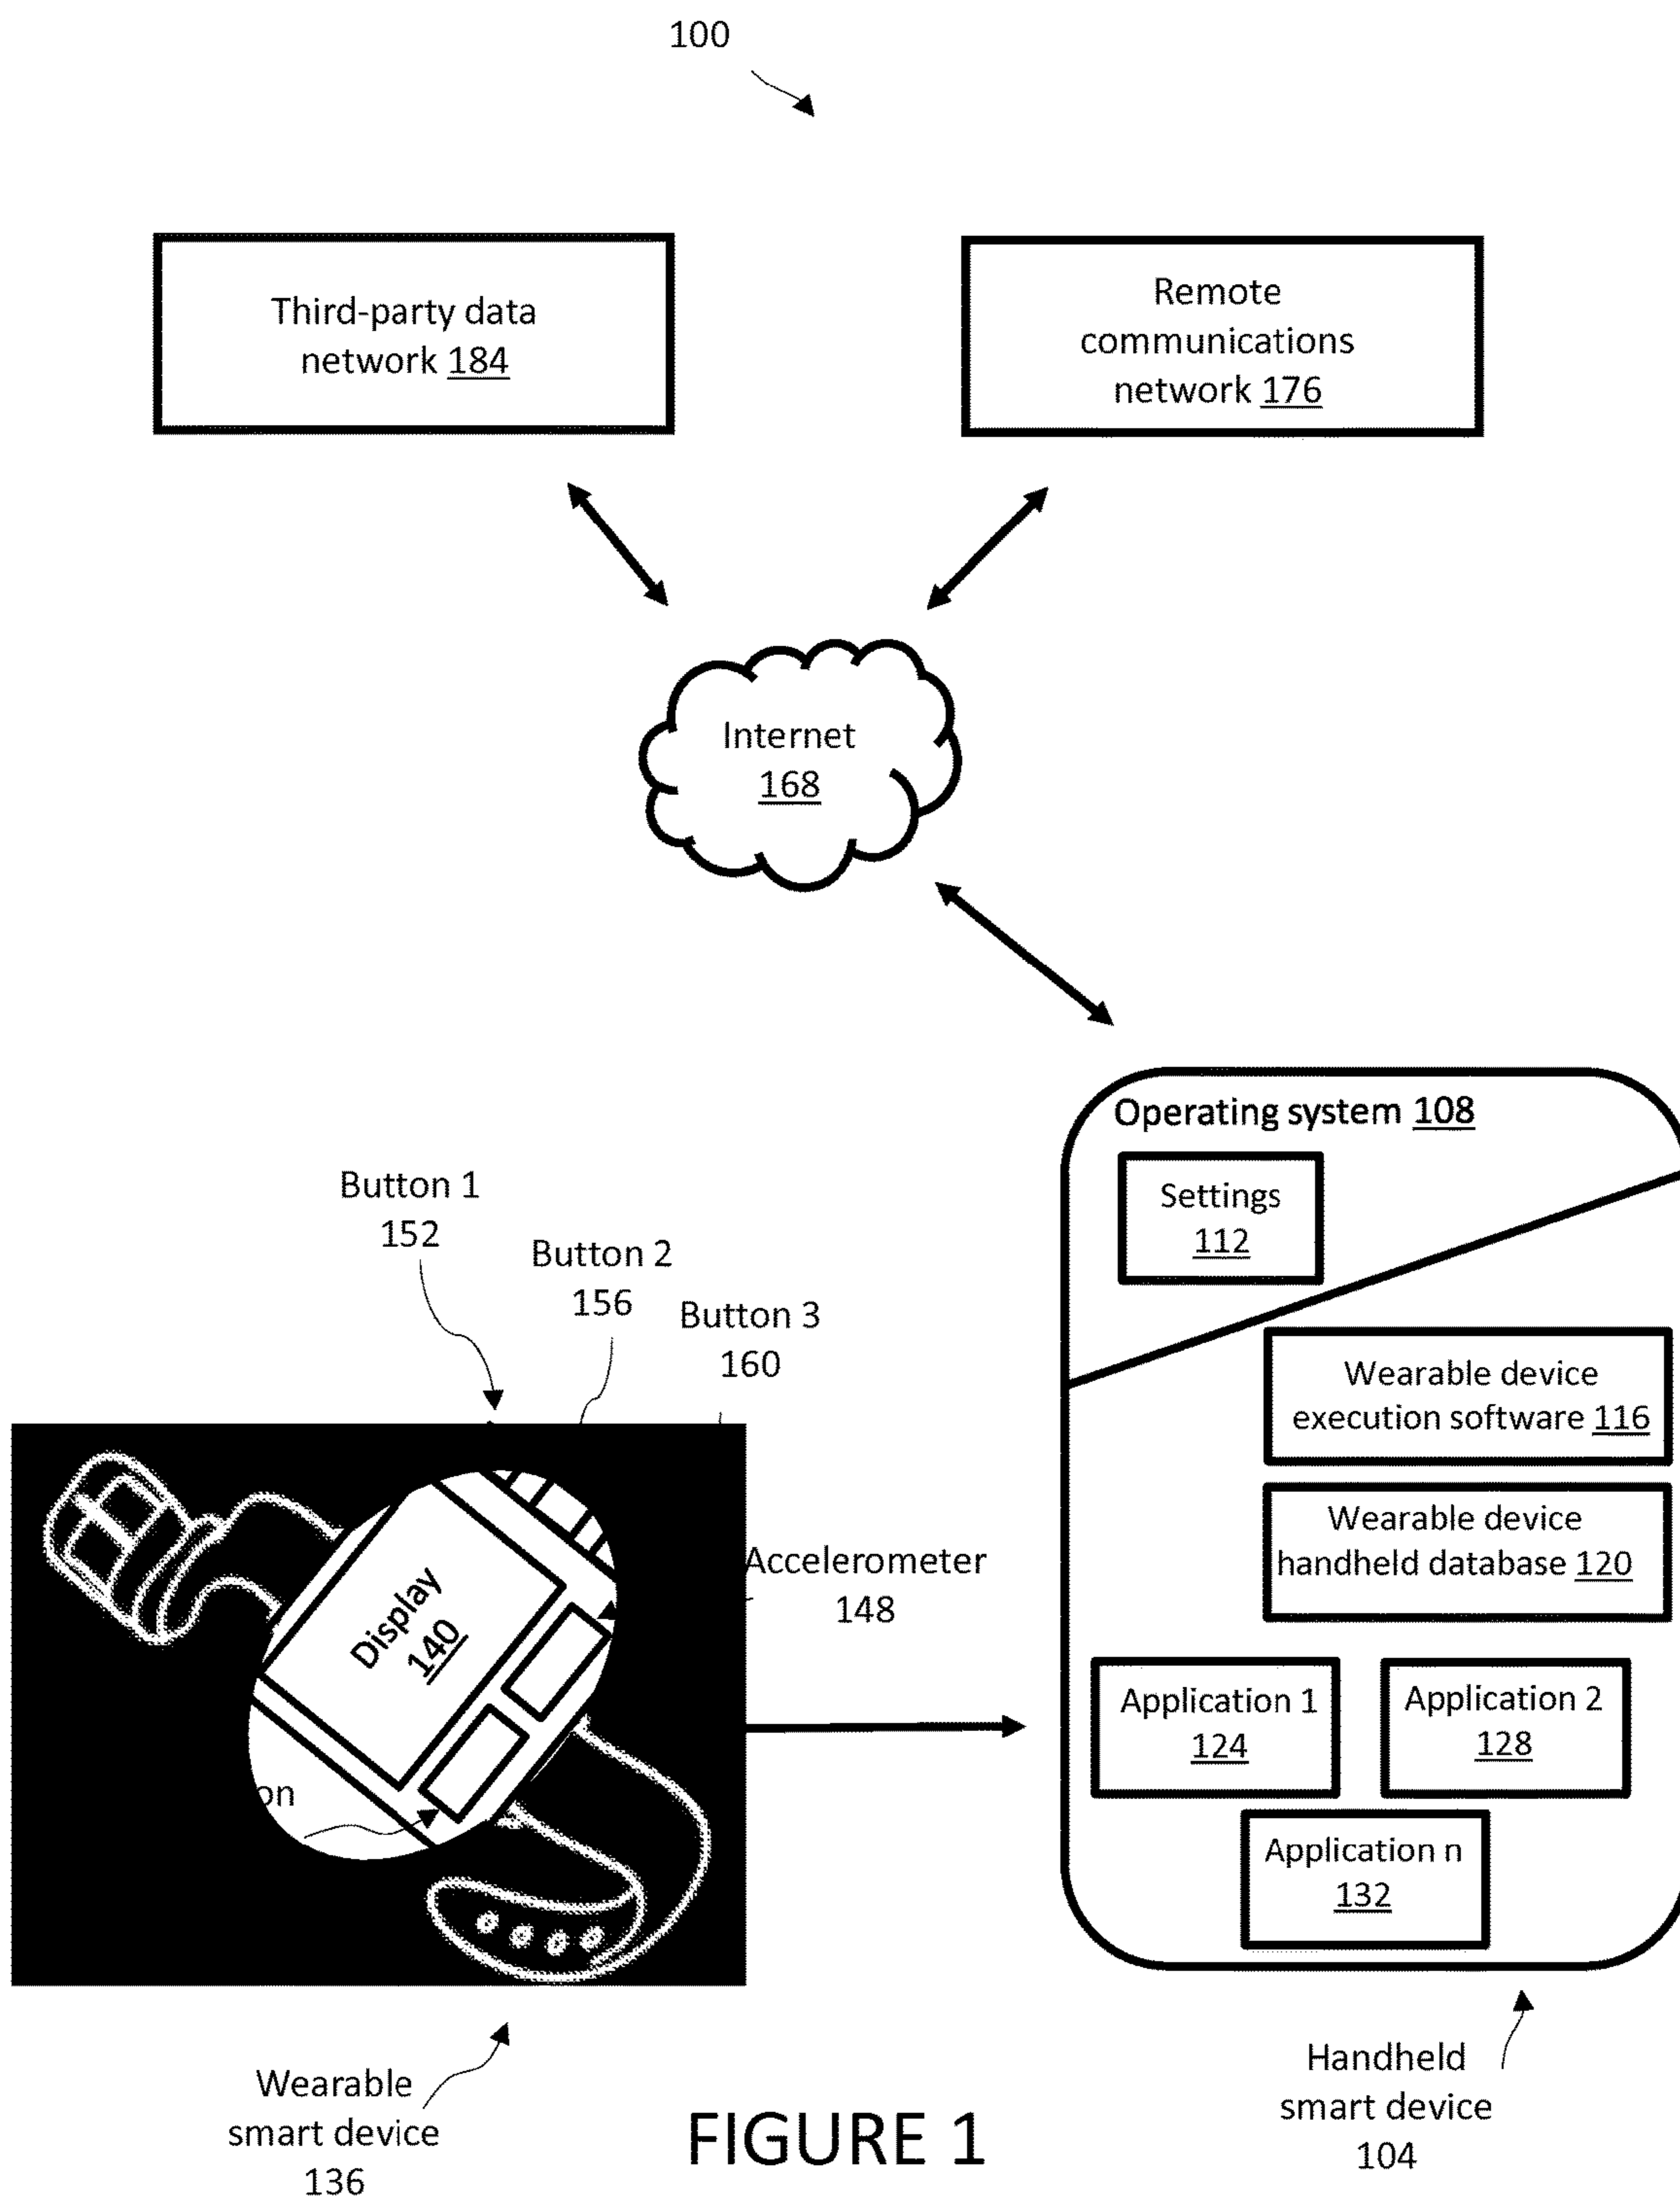 100
Third-party data
network 184
Remote
communications
network 176
Internet
168
Operating system 108
Settings
112
Button 1
152
Button 2
156
Button 3
160
Wearable device
execution software 116
Wearable device
handheld database 120
Display
140
Accelerometer
148
Application 1
124
Application 2
128
on
Application n
132
Wearable
smart device
136
Handheld
smart device
104
FIGURE 1